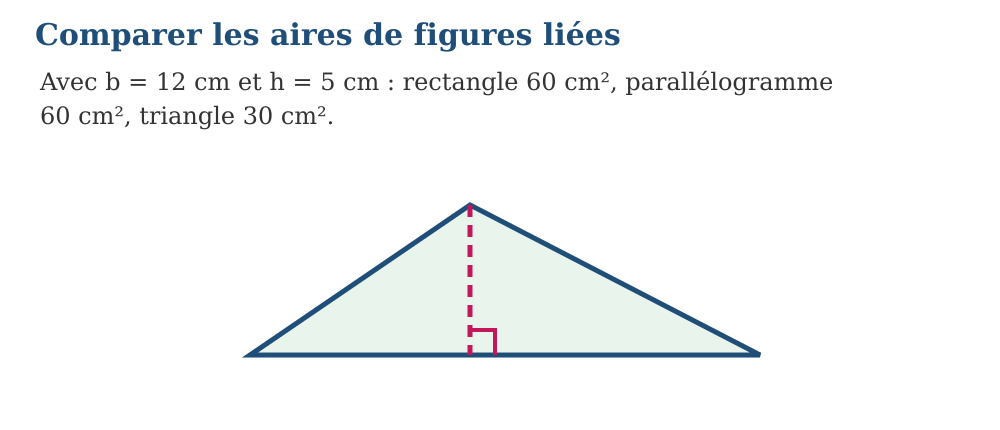 Comparer les aires de figures liées
Avec b = 12 cm et h = 5 cm : rectangle 60 cm², parallélogramme
60 cm², triangle 30 cm².